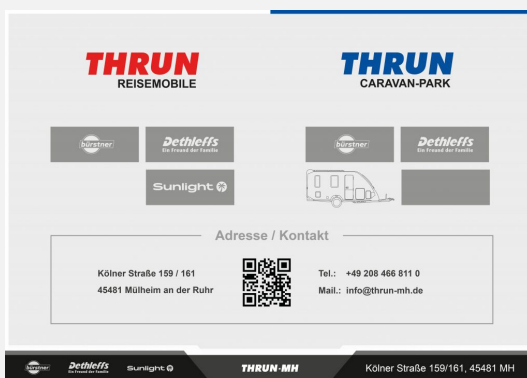 THRUN
REISEMOBILE
THRUN
CARAVAN-PARK
bürstner
Dethleffs
Ein Freund der Familie
bürstner
Dethleffs
Ein Freund der Familie
Sunlight
Adresse / Kontakt
Kölner Straße 159 / 161
45481 Mülheim an der Ruhr
Tel.: +49 208 466 811 0
Mail.: info@thrun-mh.de
bürstner
Dethleffs
Ein Freund der Familie
Sunlight
THRUN-MH
Kölner Straße 159/161, 45481 MH